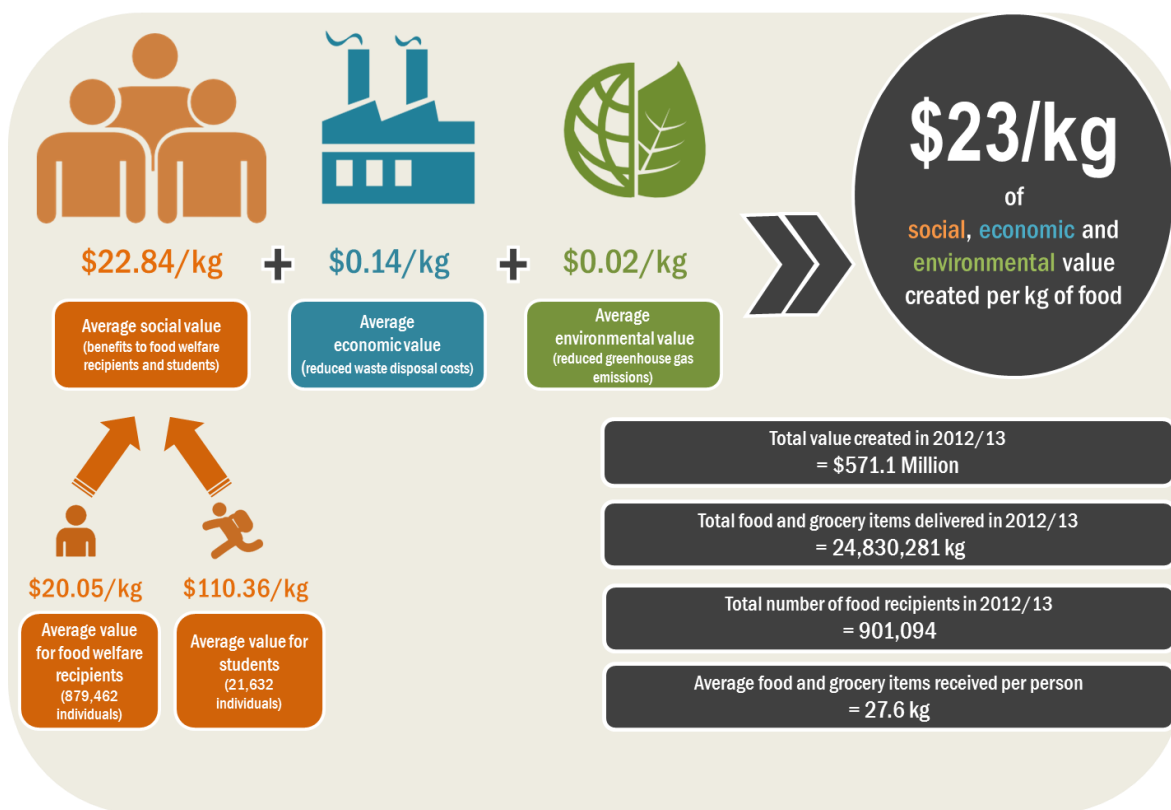 $22.84/kg
+
$0.14/kg
+
$0.02/kg
Average social value
(benefits to food welfare
recipients and students)
Average
economic value
(reduced waste disposal costs)
Average
environmental value
(reduced greenhouse gas
emissions)
$23/kg
of
social, economic and
environmental value
created per kg of food
$20.05/kg
Average value
for food welfare
recipients
(879,462
individuals)
$110.36/kg
Average value for
students
(21,632
individuals)
Total value created in 2012/13
= $571.1 Million
Total food and grocery items delivered in 2012/13
= 24,830,281 kg
Total number of food recipients in 2012/13
= 901,094
Average food and grocery items received per person
= 27.6 kg